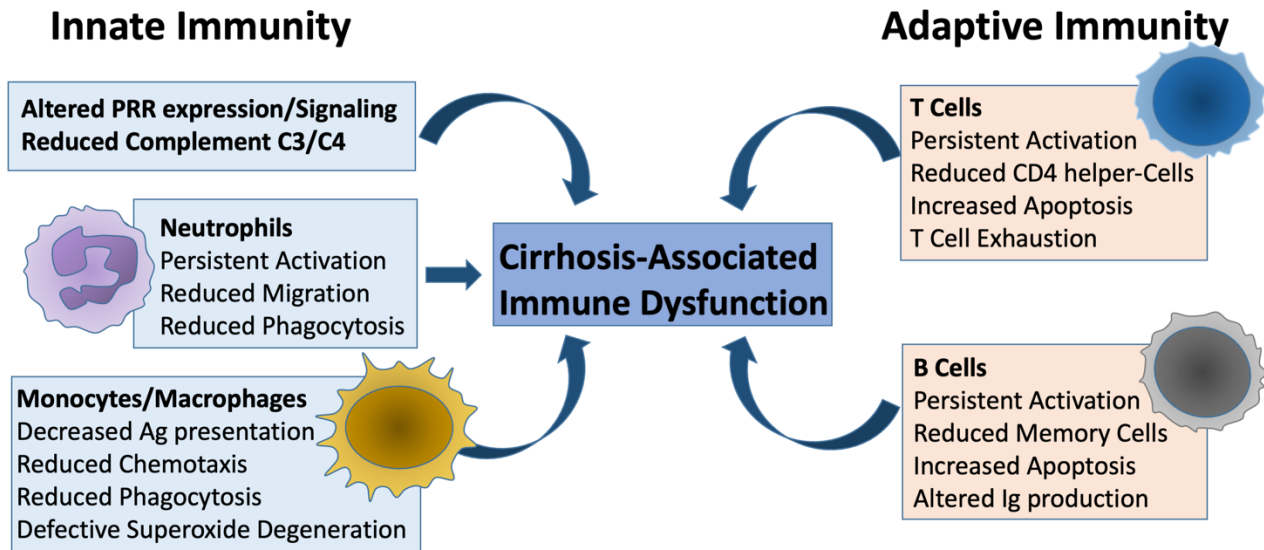 Innate Immunity
Altered PRR expression/Signaling
Reduced Complement C3/C4
Neutrophils
Persistent Activation
Reduced Migration
Reduced Phagocytosis
Monocytes/Macrophages
Decreased Ag presentation
Reduced Chemotaxis
Reduced Phagocytosis
Defective Superoxide Degeneration
Cirrhosis-Associated
Immune Dysfunction
Adaptive Immunity
T Cells
Persistent Activation
Reduced CD4 helper-Cells
Increased Apoptosis
T Cell Exhaustion
B Cells
Persistent Activation
Reduced Memory Cells
Increased Apoptosis
Altered Ig production